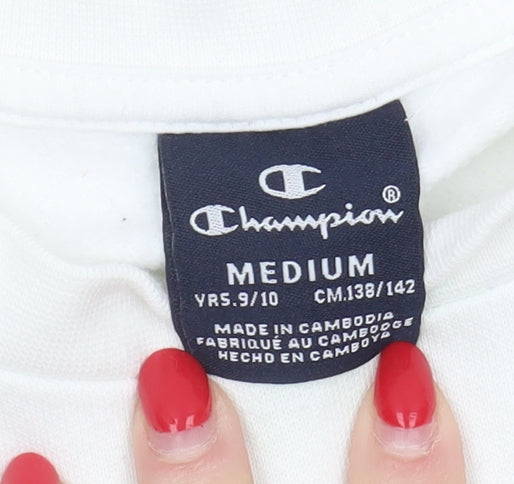 Champion®
MEDIUM
YRS.9/10 CM.138/142
MADE IN CAMBODIA
FABRIQUÉ AU CAMBODGE
HECHO EN CAMBOYA